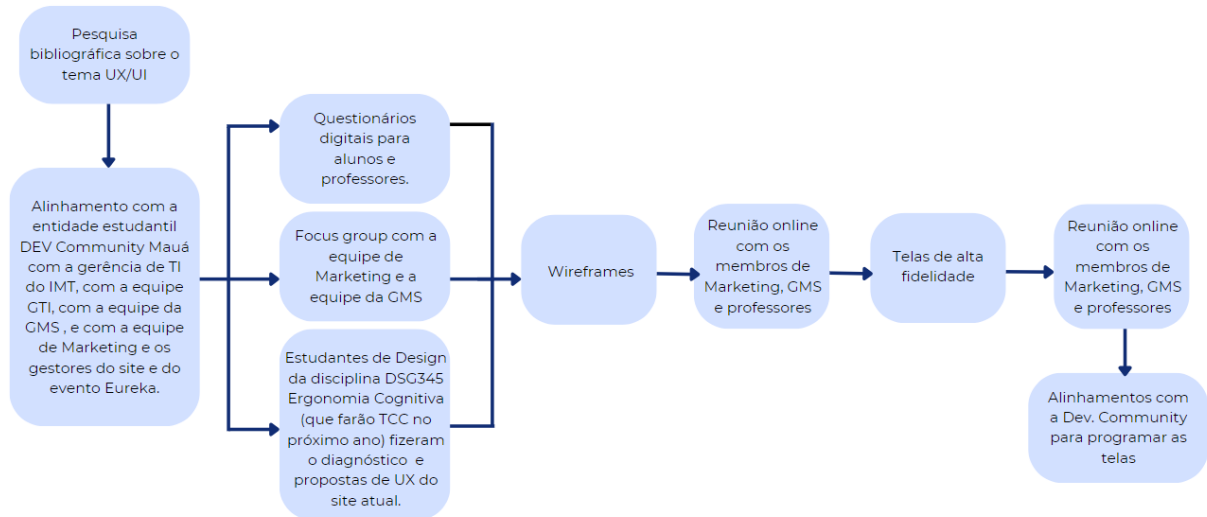 Pesquisa
bibliográfica sobre o
tema UX/UI
Alinhamento com a
entidade estudantil
DEV Community Mauá
com a gerência de TI
do IMT, com a equipe
GTI, com a equipe da
GMS , e com a equipe
de Marketing e os
gestores do site e do
evento Eureka.
Questionários
digitais para
alunos e
professores.
Focus group com a
equipe de
Marketing e a
equipe da GMS
Estudantes de Design
da disciplina DSG345
Ergonomia Cognitiva
(que farão TCC no
próximo ano) fizeram
o diagnóstico e
propostas de UX do
site atual.
Wireframes
Reunião online
com os
membros de
Marketing, GMS
e professores
Telas de alta
fidelidade
Reunião online
com os
membros de
Marketing, GMS
e professores
Alinhamentos com
a Dev. Community
para programar as
telas